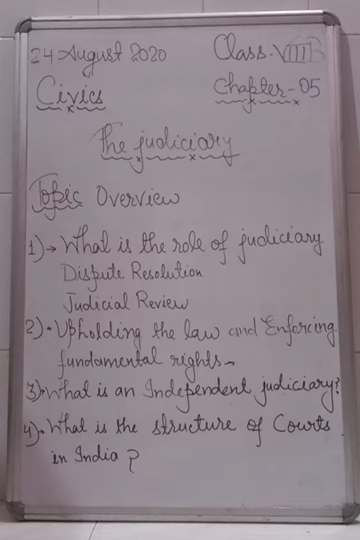 24 August 2020 Class-VIIIB
Civics Chapter-05
The judiciary
Topic Overview
1)→ What is the role of judiciary
Dispute Resolution
Judicial Review
2)• Upholding the law and Enforcing
fundamental rights~
3)•What is an Independent judiciary?
4)•What is the structure of Courts
in India ?